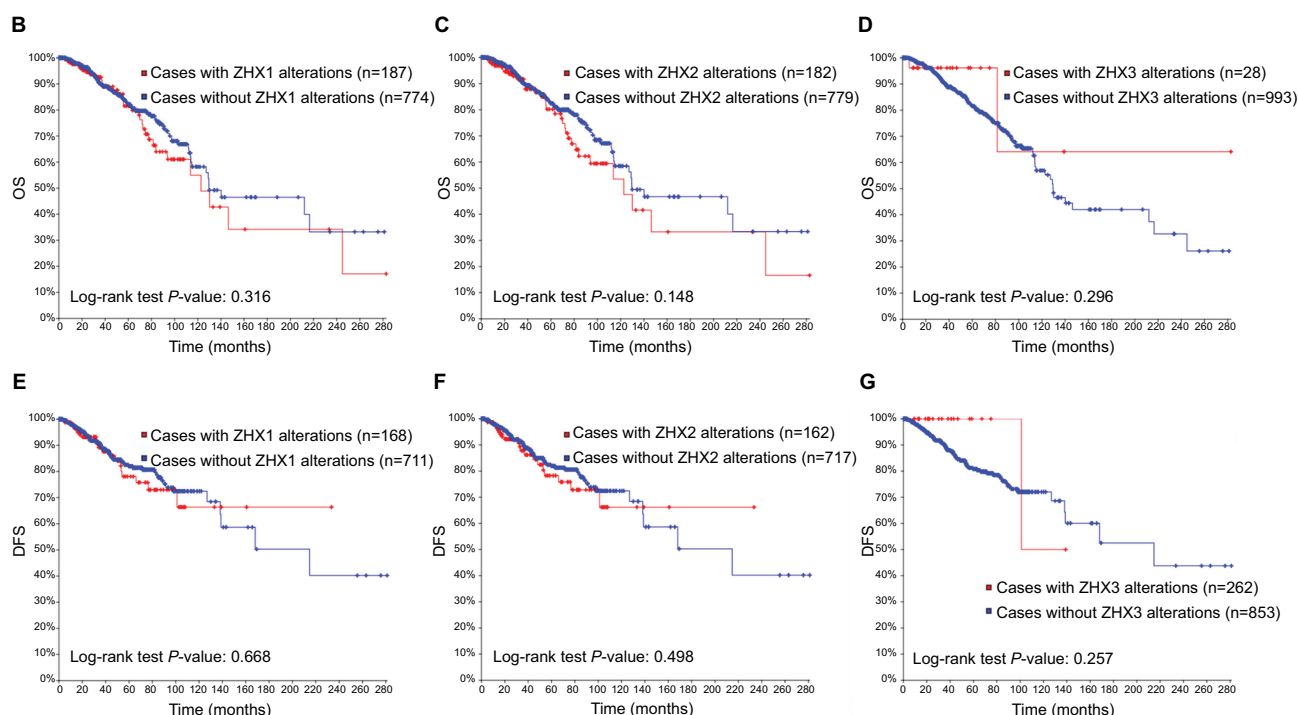 B
100%
90%
80%
70%
60%
50%
40%
30%
20%
10%
0%
OS
Cases with ZHX1 alterations (n=187)
Cases without ZHX1 alterations (n=774)
Log-rank test P-value: 0.316
0 20 40 60 80 100 120 140 160 200 212 220 240 260 280
Time (months)
C
100%
90%
80%
70%
60%
50%
40%
30%
20%
10%
0%
OS
Cases with ZHX2 alterations (n=182)
Cases without ZHX2 alterations (n=779)
Log-rank test P-value: 0.148
0 20 40 60 80 100 120 140 160 200 212 220 240 260 280
Time (months)
D
100%
90%
80%
70%
60%
50%
40%
30%
20%
10%
0%
OS
Cases with ZHX3 alterations (n=28)
Cases without ZHX3 alterations (n=993)
Log-rank test P-value: 0.296
0 20 40 60 80 100 120 140 160 200 212 220 240 260 280
Time (months)
E
100%
90%
80%
70%
60%
50%
40%
30%
20%
10%
0%
DFS
Cases with ZHX1 alterations (n=168)
Cases without ZHX1 alterations (n=711)
Log-rank test P-value: 0.668
0 20 40 60 80 100 120 140 160 200 212 220 240 260 280
Time (months)
F
100%
90%
80%
70%
60%
50%
40%
30%
20%
10%
0%
DFS
Cases with ZHX2 alterations (n=162)
Cases without ZHX2 alterations (n=717)
Log-rank test P-value: 0.498
0 20 40 60 80 100 120 140 160 200 212 220 240 260 280
Time (months)
G
100%
90%
80%
70%
60%
50%
40%
30%
20%
10%
0%
DFS
Cases with ZHX3 alterations (n=262)
Cases without ZHX3 alterations (n=853)
Log-rank test P-value: 0.257
0 20 40 60 80 100 120 140 160 200 212 220 240 260 280
Time (months)